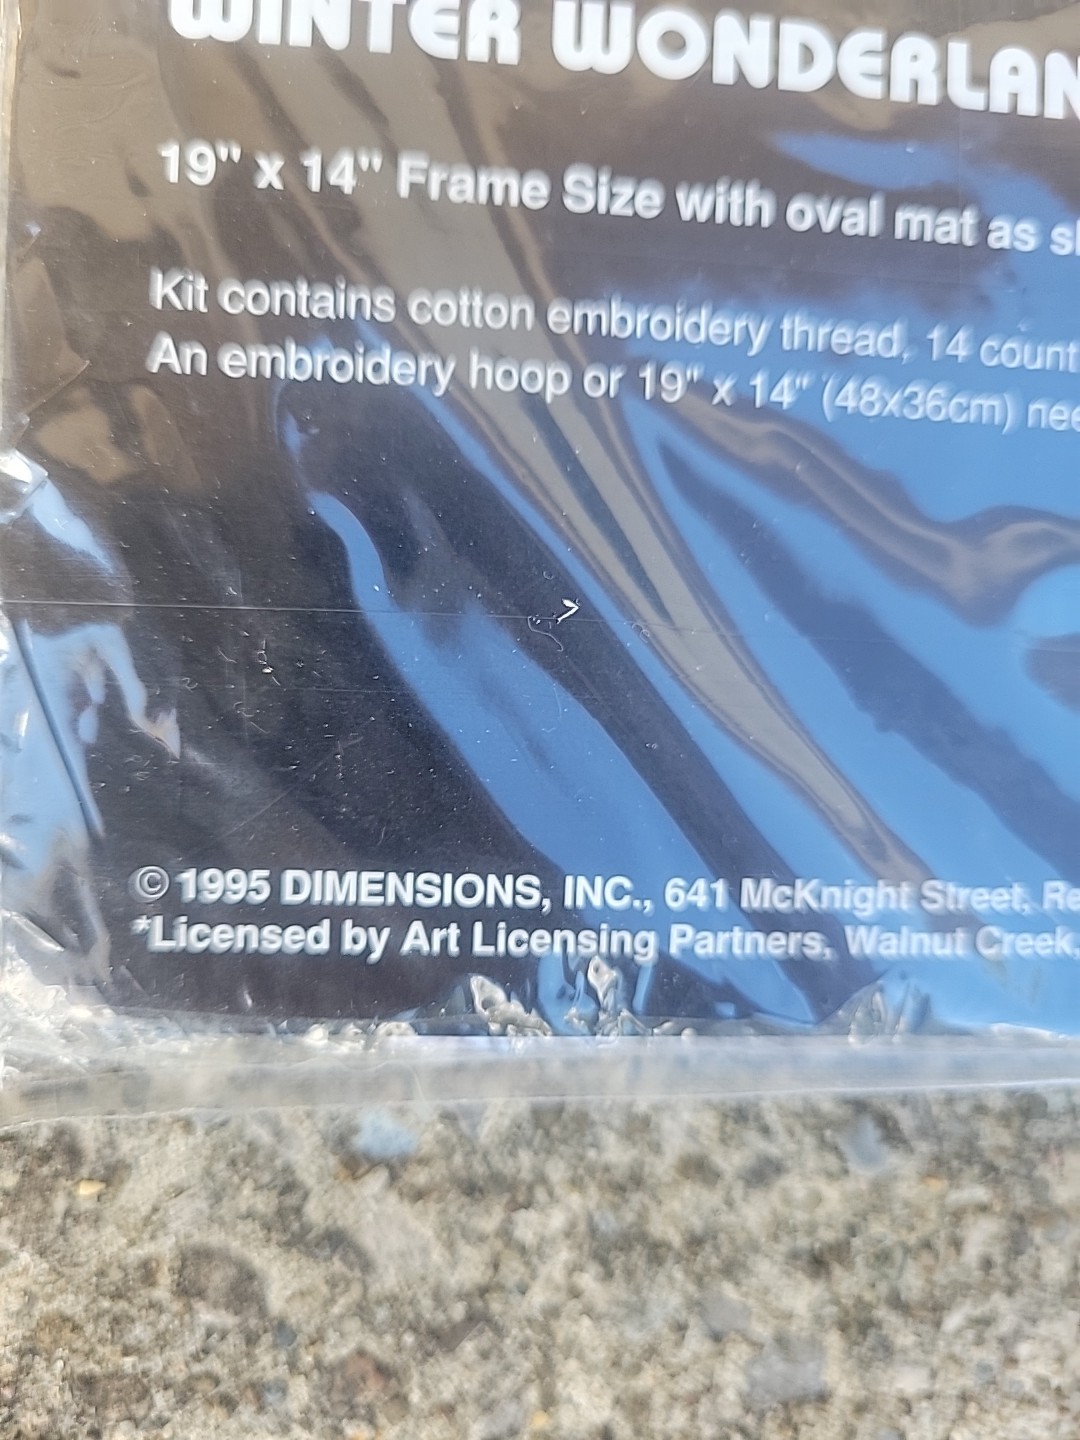 WINTER WONDERLAN
19" x 14" Frame Size with oval mat as s
Kit contains cotton embroidery thread, 14 count
An embroidery hoop or 19" x 14" (48x36cm) nee
© 1995 DIMENSIONS, INC., 641 McKnight Street, Re
*Licensed by Art Licensing Partners, Walnut Creek,